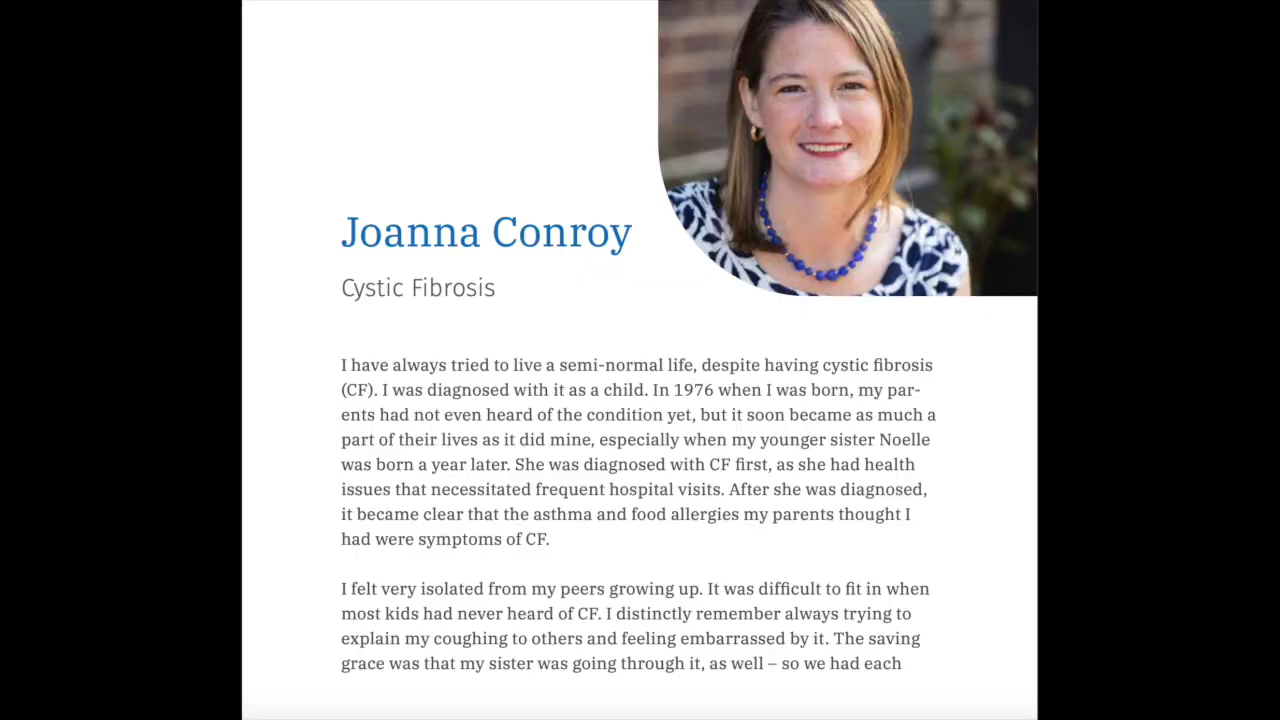 Joanna Conroy
Cystic Fibrosis
I have always tried to live a semi-normal life, despite having cystic fibrosis
(CF). I was diagnosed with it as a child. In 1976 when I was born, my par-
ents had not even heard of the condition yet, but it soon became as much a
part of their lives as it did mine, especially when my younger sister Noelle
was born a year later. She was diagnosed with CF first, as she had health
issues that necessitated frequent hospital visits. After she was diagnosed,
it became clear that the asthma and food allergies my parents thought I
had were symptoms of CF.
I felt very isolated from my peers growing up. It was difficult to fit in when
most kids had never heard of CF. I distinctly remember always trying to
explain my coughing to others and feeling embarrassed by it. The saving
grace was that my sister was going through it, as well – so we had each